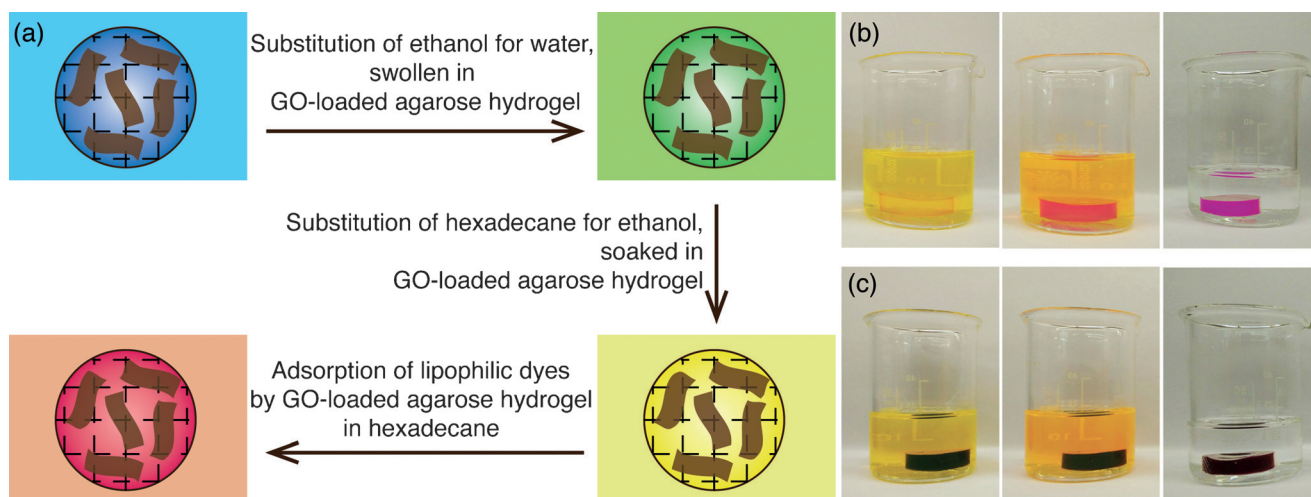 (a)
Substitution of ethanol for water,
swollen in
GO-loaded agarose hydrogel
Substitution of hexadecane for ethanol,
soaked in
GO-loaded agarose hydrogel
Adsorption of lipophilic dyes
by GO-loaded agarose hydrogel
in hexadecane
(b)
(c)